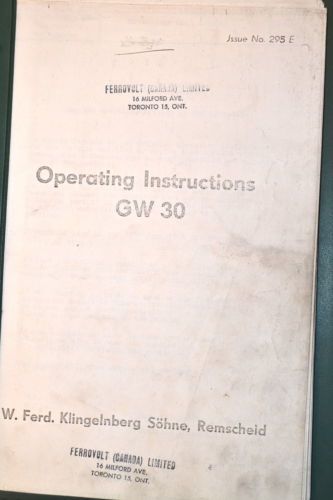 Issue No. 295 E
FERROVOLT (CANADA) LIMITED
16 MILFORD AVE.
TORONTO 15, ONT.
Operating Instructions
GW 30
W. Ferd. Klingelnberg Söhne, Remscheid
FERROVOLT (CANADA) LIMITED
16 MILFORD AVE.
TORONTO 15, ONT.